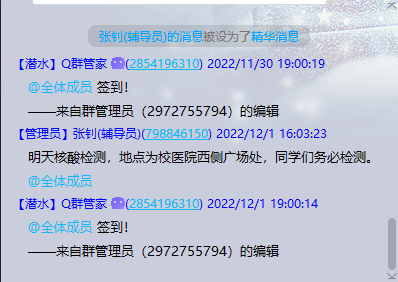 张钊(辅导员)的消息被设为了精华消息
【潜水】Q群管家(2854196310) 2022/11/30 19:00:19
@全体成员 签到！
——来自群管理员（2972755794）的编辑
【管理员】张钊(辅导员)(798846150) 2022/12/1 16:03:23
明天核酸检测，地点为校医院西侧广场处，同学们务必检测。
@全体成员
【潜水】Q群管家(2854196310) 2022/12/1 19:00:14
@全体成员 签到！
——来自群管理员（2972755794）的编辑